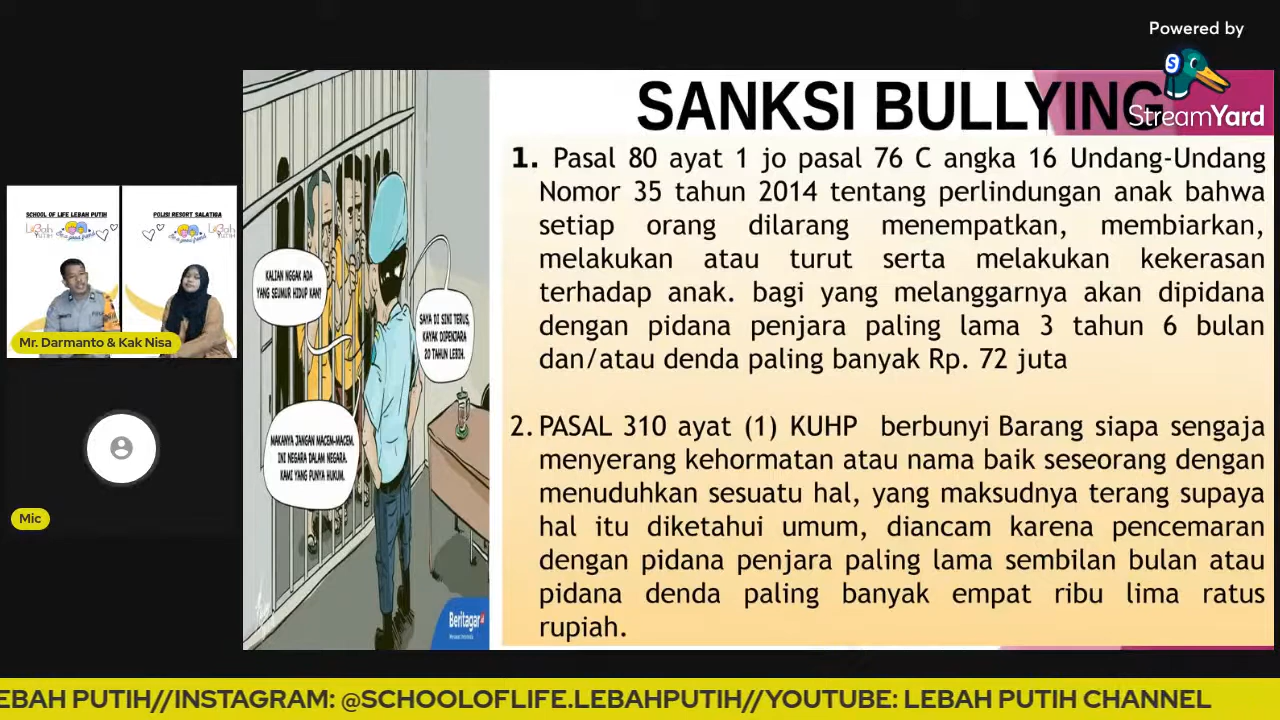 Powered by
StreamYard
SANKSI BULLYING
1. Pasal 80 ayat 1 jo pasal 76 C angka 16 Undang-Undang
Nomor 35 tahun 2014 tentang perlindungan anak bahwa
setiap orang dilarang menempatkan, membiarkan,
melakukan atau turut serta melakukan kekerasan
terhadap anak. bagi yang melanggarnya akan dipidana
dengan pidana penjara paling lama 3 tahun 6 bulan
dan/atau denda paling banyak Rp. 72 juta
2. PASAL 310 ayat (1) KUHP berbunyi Barang siapa sengaja
menyerang kehormatan atau nama baik seseorang dengan
menuduhkan sesuatu hal, yang maksudnya terang supaya
hal itu diketahui umum, diancam karena pencemaran
dengan pidana penjara paling lama sembilan bulan atau
pidana denda paling banyak empat ribu lima ratus
rupiah.
KALIAN NGGAK ADA
YANG SEUMUR HIDUP KAN?
SAYA DI SINI TERUS,
KAYAK DIPENJARA
20 TAHUN LEBIH.
MAKANYA JANGAN MACEM-MACEM.
INI NEGARA DALAM NEGARA.
KAMI YANG PUNYA HUKUM.
Beritagar
SCHOOL OF LIFE LEBAH PUTIH
Lebah
PUTIH
POLISI RESORT SALATIGA
Mr. Darmanto & Kak Nisa
Mic
EBAH PUTIH//INSTAGRAM: @SCHOOLOFLIFE.LEBAHPUTIH//YOUTUBE: LEBAH PUTIH CHANNEL